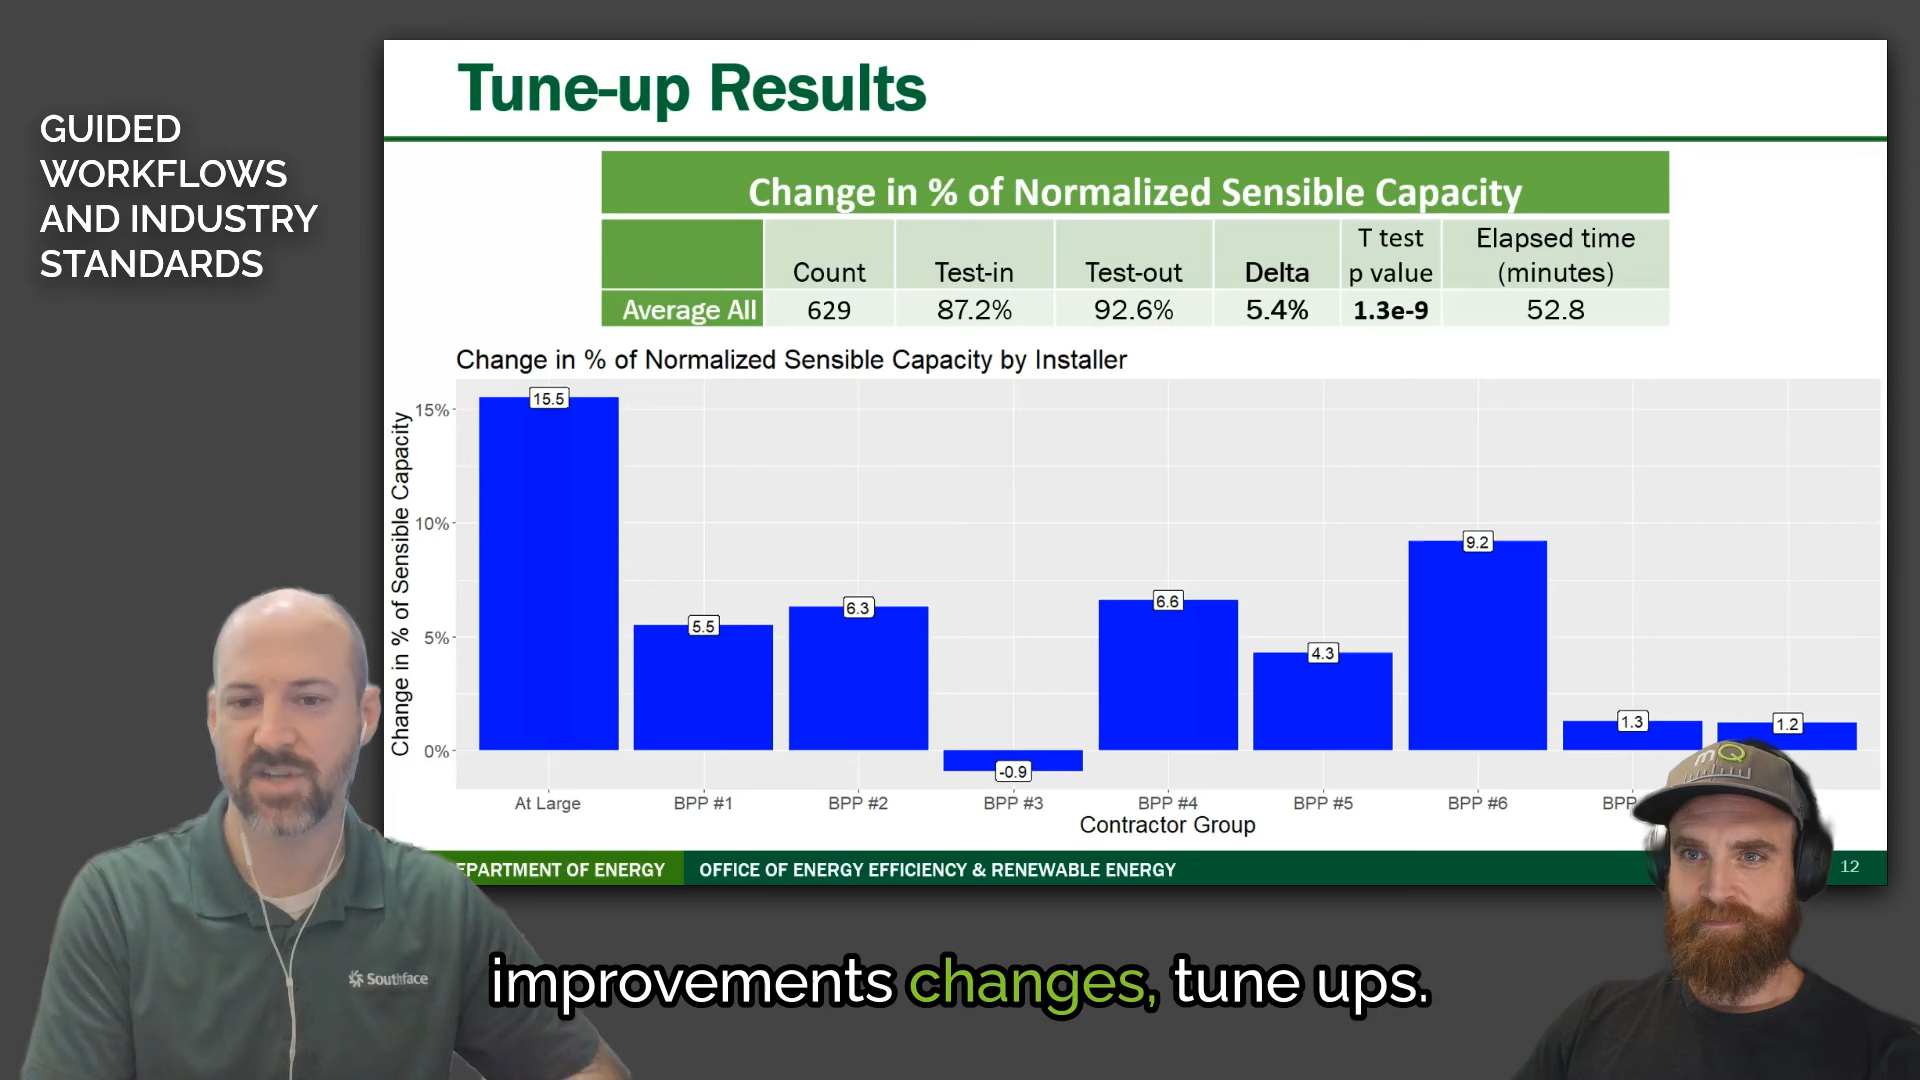 GUIDED
WORKFLOWS
AND INDUSTRY
STANDARDS
Tune-up Results
Change in % of Normalized Sensible Capacity
Count Test-in Test-out Delta T test p value Elapsed time (minutes)
Average All 629 87.2% 92.6% 5.4% 1.3e-9 52.8
Change in % of Normalized Sensible Capacity by Installer
Change in % of Sensible Capacity
15%
10%
5%
0%
15.5
5.5
6.3
-0.9
6.6
4.3
9.2
1.3
1.2
At Large BPP #1 BPP #2 BPP #3 BPP #4 BPP #5 BPP #6 BPP
Contractor Group
EPARTMENT OF ENERGY OFFICE OF ENERGY EFFICIENCY & RENEWABLE ENERGY 12
mQ
Southface
improvements changes, tune ups.